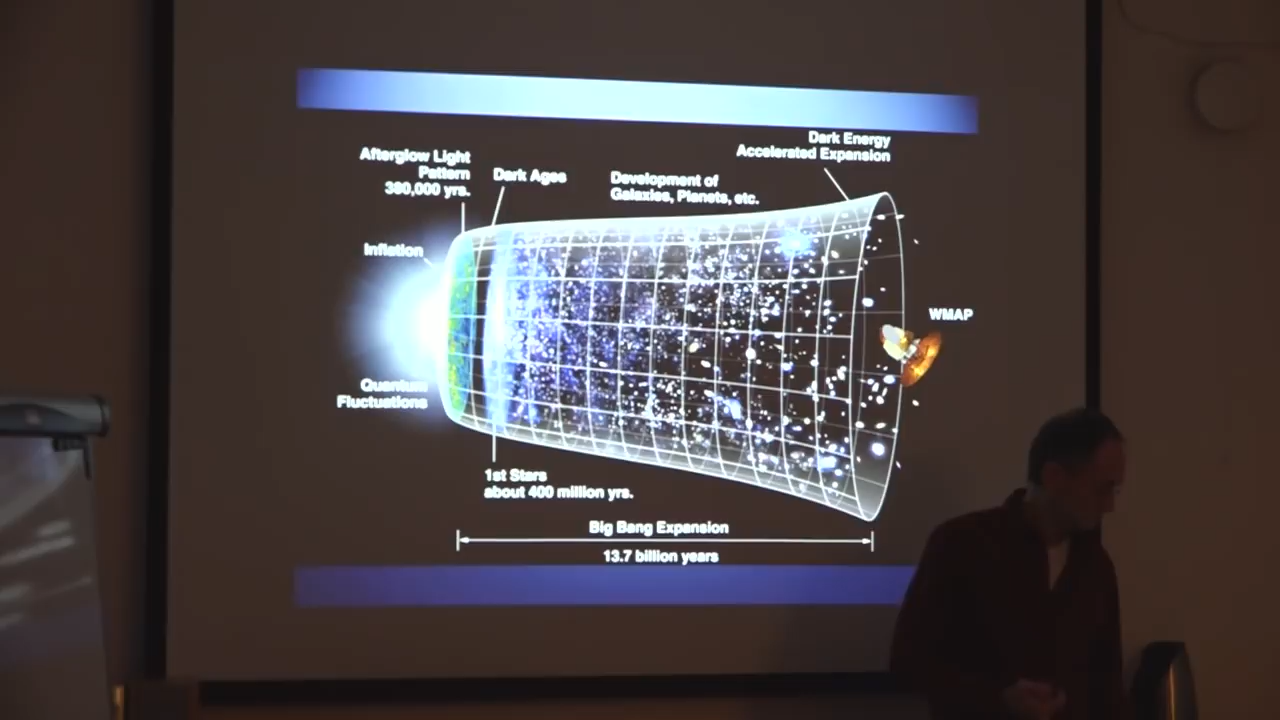 Dark Energy
Accelerated Expansion
Afterglow Light
Pattern
380,000 yrs.
Dark Ages
Development of
Galaxies, Planets, etc.
Inflation
WMAP
Quantum
Fluctuations
1st Stars
about 400 million yrs.
Big Bang Expansion
13.7 billion years